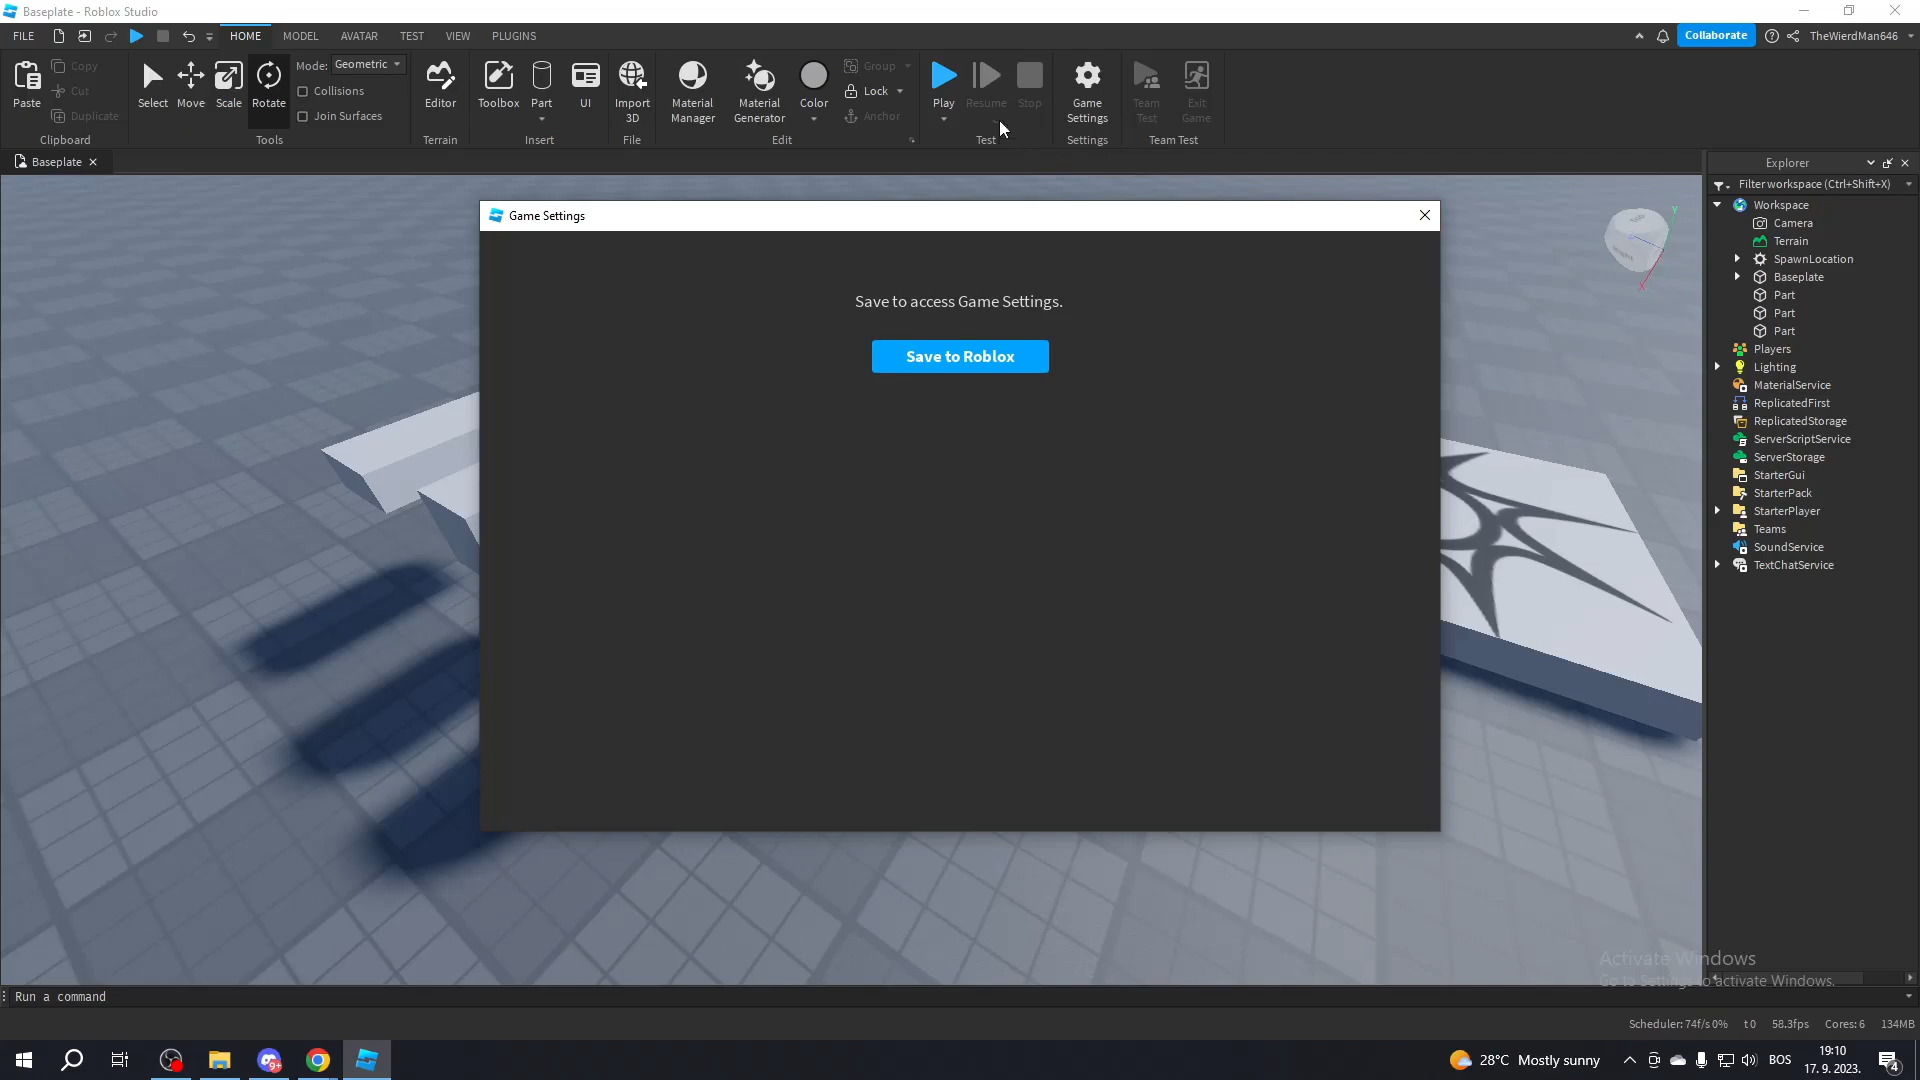 Baseplate - Roblox Studio
FILE HOME MODEL AVATAR TEST VIEW PLUGINS Collaborate TheWierdMan646
Paste Copy Cut Duplicate Clipboard
Select Move Scale Rotate Mode: Geometric Collisions Join Surfaces Tools
Editor Terrain
Toolbox Part UI Insert
Import 3D File
Material Manager Material Generator Color Group Lock Anchor Edit
Play Resume Stop Test
Game Settings Settings
Team Test Exit Game Team Test
Baseplate
Game Settings
Save to access Game Settings.
Save to Roblox
Explorer
Filter workspace (Ctrl+Shift+X)
Workspace
Camera
Terrain
SpawnLocation
Baseplate
Part
Part
Part
Players
Lighting
MaterialService
ReplicatedFirst
ReplicatedStorage
ServerScriptService
ServerStorage
StarterGui
StarterPack
StarterPlayer
Teams
SoundService
TextChatService
Activate Windows
Go to Settings to activate Windows.
Run a command
Scheduler: 74f/s 0% t0 58.3fps Cores: 6 134MB
9+ 28°C Mostly sunny BOS 19:10 4
17. 9. 2023.